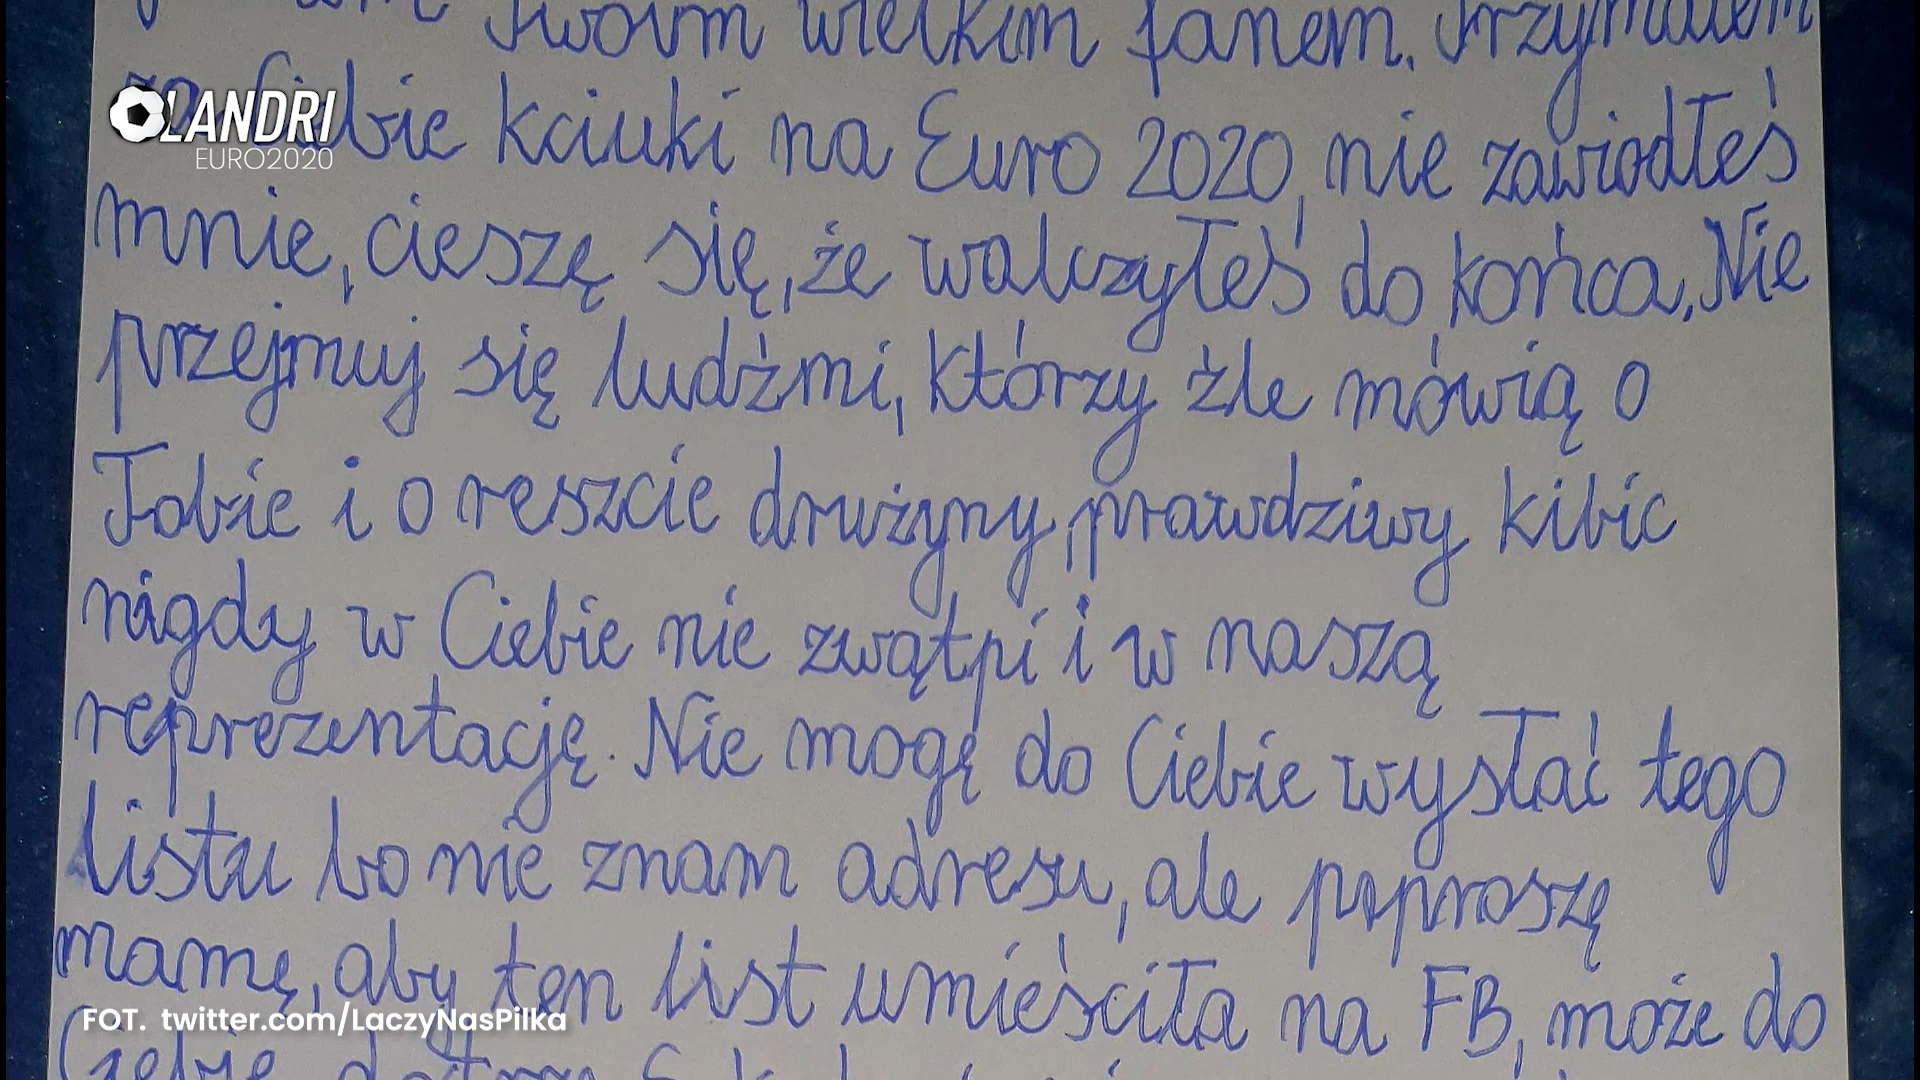 Twoim wielkim fanem. Trzymałem
za Ciebie kciuki na Euro 2020, nie zawiodłeś
mnie, cieszę się, że walczyłeś do końca. Nie
przejmuj się ludźmi, którzy źle mówią o
Tobie i o reszcie drużyny, prawdziwy kibic
nigdy w Ciebie nie zwątpi i w naszą
reprezentację. Nie mogę do Ciebie wysłać tego
listu bo nie znam adresu, ale poproszę
mamę, aby ten list umieściła na FB, może do
Ciebie
OLANDRI
EURO2020
FOT. twitter.com/LaczyNasPilka